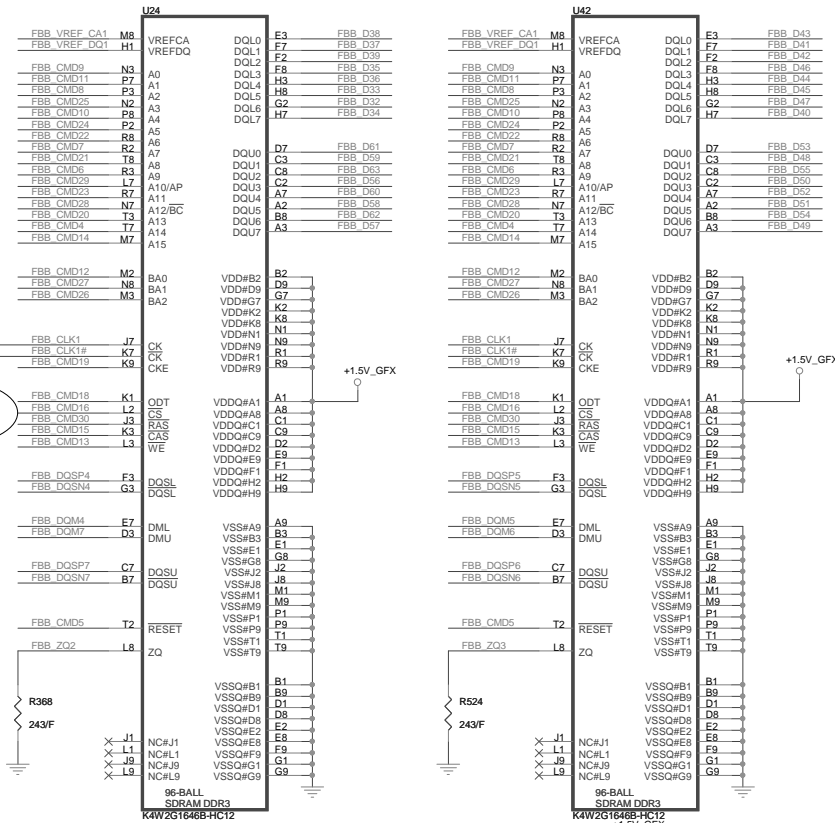 U24
FBB_VREF_CA1 M8 VREFCA DQL0 E3 FBB_D38
FBB_VREF_DQ1 H1 VREFDQ DQL1 F7 FBB_D37
DQL2 F2 FBB_D39
FBB_CMD9 N3 A0 DQL3 F8 FBB_D35
FBB_CMD11 P7 A1 DQL4 H3 FBB_D36
FBB_CMD8 P3 A2 DQL5 H8 FBB_D33
FBB_CMD25 N2 A3 DQL6 G2 FBB_D32
FBB_CMD10 P8 A4 DQL7 H7 FBB_D34
FBB_CMD24 P2 A5
FBB_CMD22 R8 A6
FBB_CMD7 R2 A7 DQU0 D7 FBB_D61
FBB_CMD21 T8 A8 DQU1 C3 FBB_D59
FBB_CMD6 R3 A9 DQU2 C8 FBB_D63
FBB_CMD29 L7 A10/AP DQU3 C2 FBB_D56
FBB_CMD23 R7 A11 DQU4 A7 FBB_D60
FBB_CMD28 N7 A12/BC DQU5 A2 FBB_D58
FBB_CMD20 T3 A13 DQU6 B8 FBB_D62
FBB_CMD4 T7 A14 DQU7 A3 FBB_D57
FBB_CMD14 M7 A15
FBB_CMD12 M2 BA0 VDD#B2 B2
FBB_CMD27 N8 BA1 VDD#D9 D9
FBB_CMD26 M3 BA2 VDD#G7 G7
VDD#K2 K2
VDD#K8 K8
VDD#N1 N1
FBB_CLK1 J7 CK VDD#N9 N9
FBB_CLK1# K7 CK VDD#R1 R1
FBB_CMD19 K9 CKE VDD#R9 R9
+1.5V_GFX
FBB_CMD18 K1 ODT VDDQ#A1 A1
FBB_CMD16 L2 CS VDDQ#A8 A8
FBB_CMD30 J3 RAS VDDQ#C1 C1
FBB_CMD15 K3 CAS VDDQ#C9 C9
FBB_CMD13 L3 WE VDDQ#D2 D2
VDDQ#E9 E9
VDDQ#F1 F1
FBB_DQSP4 F3 DQSL VDDQ#H2 H2
FBB_DQSN4 G3 DQSL VDDQ#H9 H9
FBB_DQM4 E7 DML VSS#A9 A9
FBB_DQM7 D3 DMU VSS#B3 B3
VSS#E1 E1
VSS#G8 G8
FBB_DQSP7 C7 DQSU VSS#J2 J2
FBB_DQSN7 B7 DQSU VSS#J8 J8
VSS#M1 M1
VSS#M9 M9
VSS#P1 P1
FBB_CMD5 T2 RESET VSS#P9 P9
VSS#T1 T1
FBB_ZQ2 L8 ZQ VSS#T9 T9
VSSQ#B1 B1
R368 VSSQ#B9 B9
VSSQ#D1 D1
243/F VSSQ#D8 D8
VSSQ#E2 E2
J1 NC#J1 VSSQ#E8 E8
L1 NC#L1 VSSQ#F9 F9
J9 NC#J9 VSSQ#G1 G1
L9 NC#L9 VSSQ#G9 G9
96-BALL
SDRAM DDR3
K4W2G1646B-HC12
U42
FBB_VREF_CA1 M8 VREFCA DQL0 E3 FBB_D43
FBB_VREF_DQ1 H1 VREFDQ DQL1 F7 FBB_D41
DQL2 F2 FBB_D42
FBB_CMD9 N3 A0 DQL3 F8 FBB_D46
FBB_CMD11 P7 A1 DQL4 H3 FBB_D44
FBB_CMD8 P3 A2 DQL5 H8 FBB_D45
FBB_CMD25 N2 A3 DQL6 G2 FBB_D47
FBB_CMD10 P8 A4 DQL7 H7 FBB_D40
FBB_CMD24 P2 A5
FBB_CMD22 R8 A6
FBB_CMD7 R2 A7 DQU0 D7 FBB_D53
FBB_CMD21 T8 A8 DQU1 C3 FBB_D48
FBB_CMD6 R3 A9 DQU2 C8 FBB_D55
FBB_CMD29 L7 A10/AP DQU3 C2 FBB_D50
FBB_CMD23 R7 A11 DQU4 A7 FBB_D52
FBB_CMD28 N7 A12/BC DQU5 A2 FBB_D51
FBB_CMD20 T3 A13 DQU6 B8 FBB_D54
FBB_CMD4 T7 A14 DQU7 A3 FBB_D49
FBB_CMD14 M7 A15
FBB_CMD12 M2 BA0 VDD#B2 B2
FBB_CMD27 N8 BA1 VDD#D9 D9
FBB_CMD26 M3 BA2 VDD#G7 G7
VDD#K2 K2
VDD#K8 K8
VDD#N1 N1
FBB_CLK1 J7 CK VDD#N9 N9
FBB_CLK1# K7 CK VDD#R1 R1
FBB_CMD19 K9 CKE VDD#R9 R9
+1.5V_GFX
FBB_CMD18 K1 ODT VDDQ#A1 A1
FBB_CMD16 L2 CS VDDQ#A8 A8
FBB_CMD30 J3 RAS VDDQ#C1 C1
FBB_CMD15 K3 CAS VDDQ#C9 C9
FBB_CMD13 L3 WE VDDQ#D2 D2
VDDQ#E9 E9
VDDQ#F1 F1
FBB_DQSP5 F3 DQSL VDDQ#H2 H2
FBB_DQSN5 G3 DQSL VDDQ#H9 H9
FBB_DQM5 E7 DML VSS#A9 A9
FBB_DQM6 D3 DMU VSS#B3 B3
VSS#E1 E1
VSS#G8 G8
FBB_DQSP6 C7 DQSU VSS#J2 J2
FBB_DQSN6 B7 DQSU VSS#J8 J8
VSS#M1 M1
VSS#M9 M9
VSS#P1 P1
FBB_CMD5 T2 RESET VSS#P9 P9
VSS#T1 T1
FBB_ZQ3 L8 ZQ VSS#T9 T9
VSSQ#B1 B1
R524 VSSQ#B9 B9
VSSQ#D1 D1
243/F VSSQ#D8 D8
VSSQ#E2 E2
J1 NC#J1 VSSQ#E8 E8
L1 NC#L1 VSSQ#F9 F9
J9 NC#J9 VSSQ#G1 G1
L9 NC#L9 VSSQ#G9 G9
96-BALL
SDRAM DDR3
K4W2G1646B-HC12
+1.5V_GFX